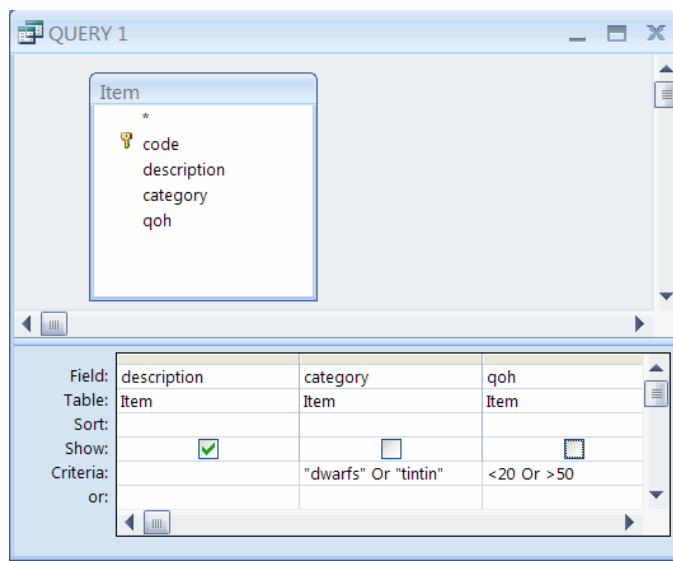 QUERY 1
Item
*
code
description
category
qoh
Field: description category qoh
Table: Item Item Item
Sort:
Show:
Criteria: "dwarfs" Or "tintin" <20 Or >50
or: